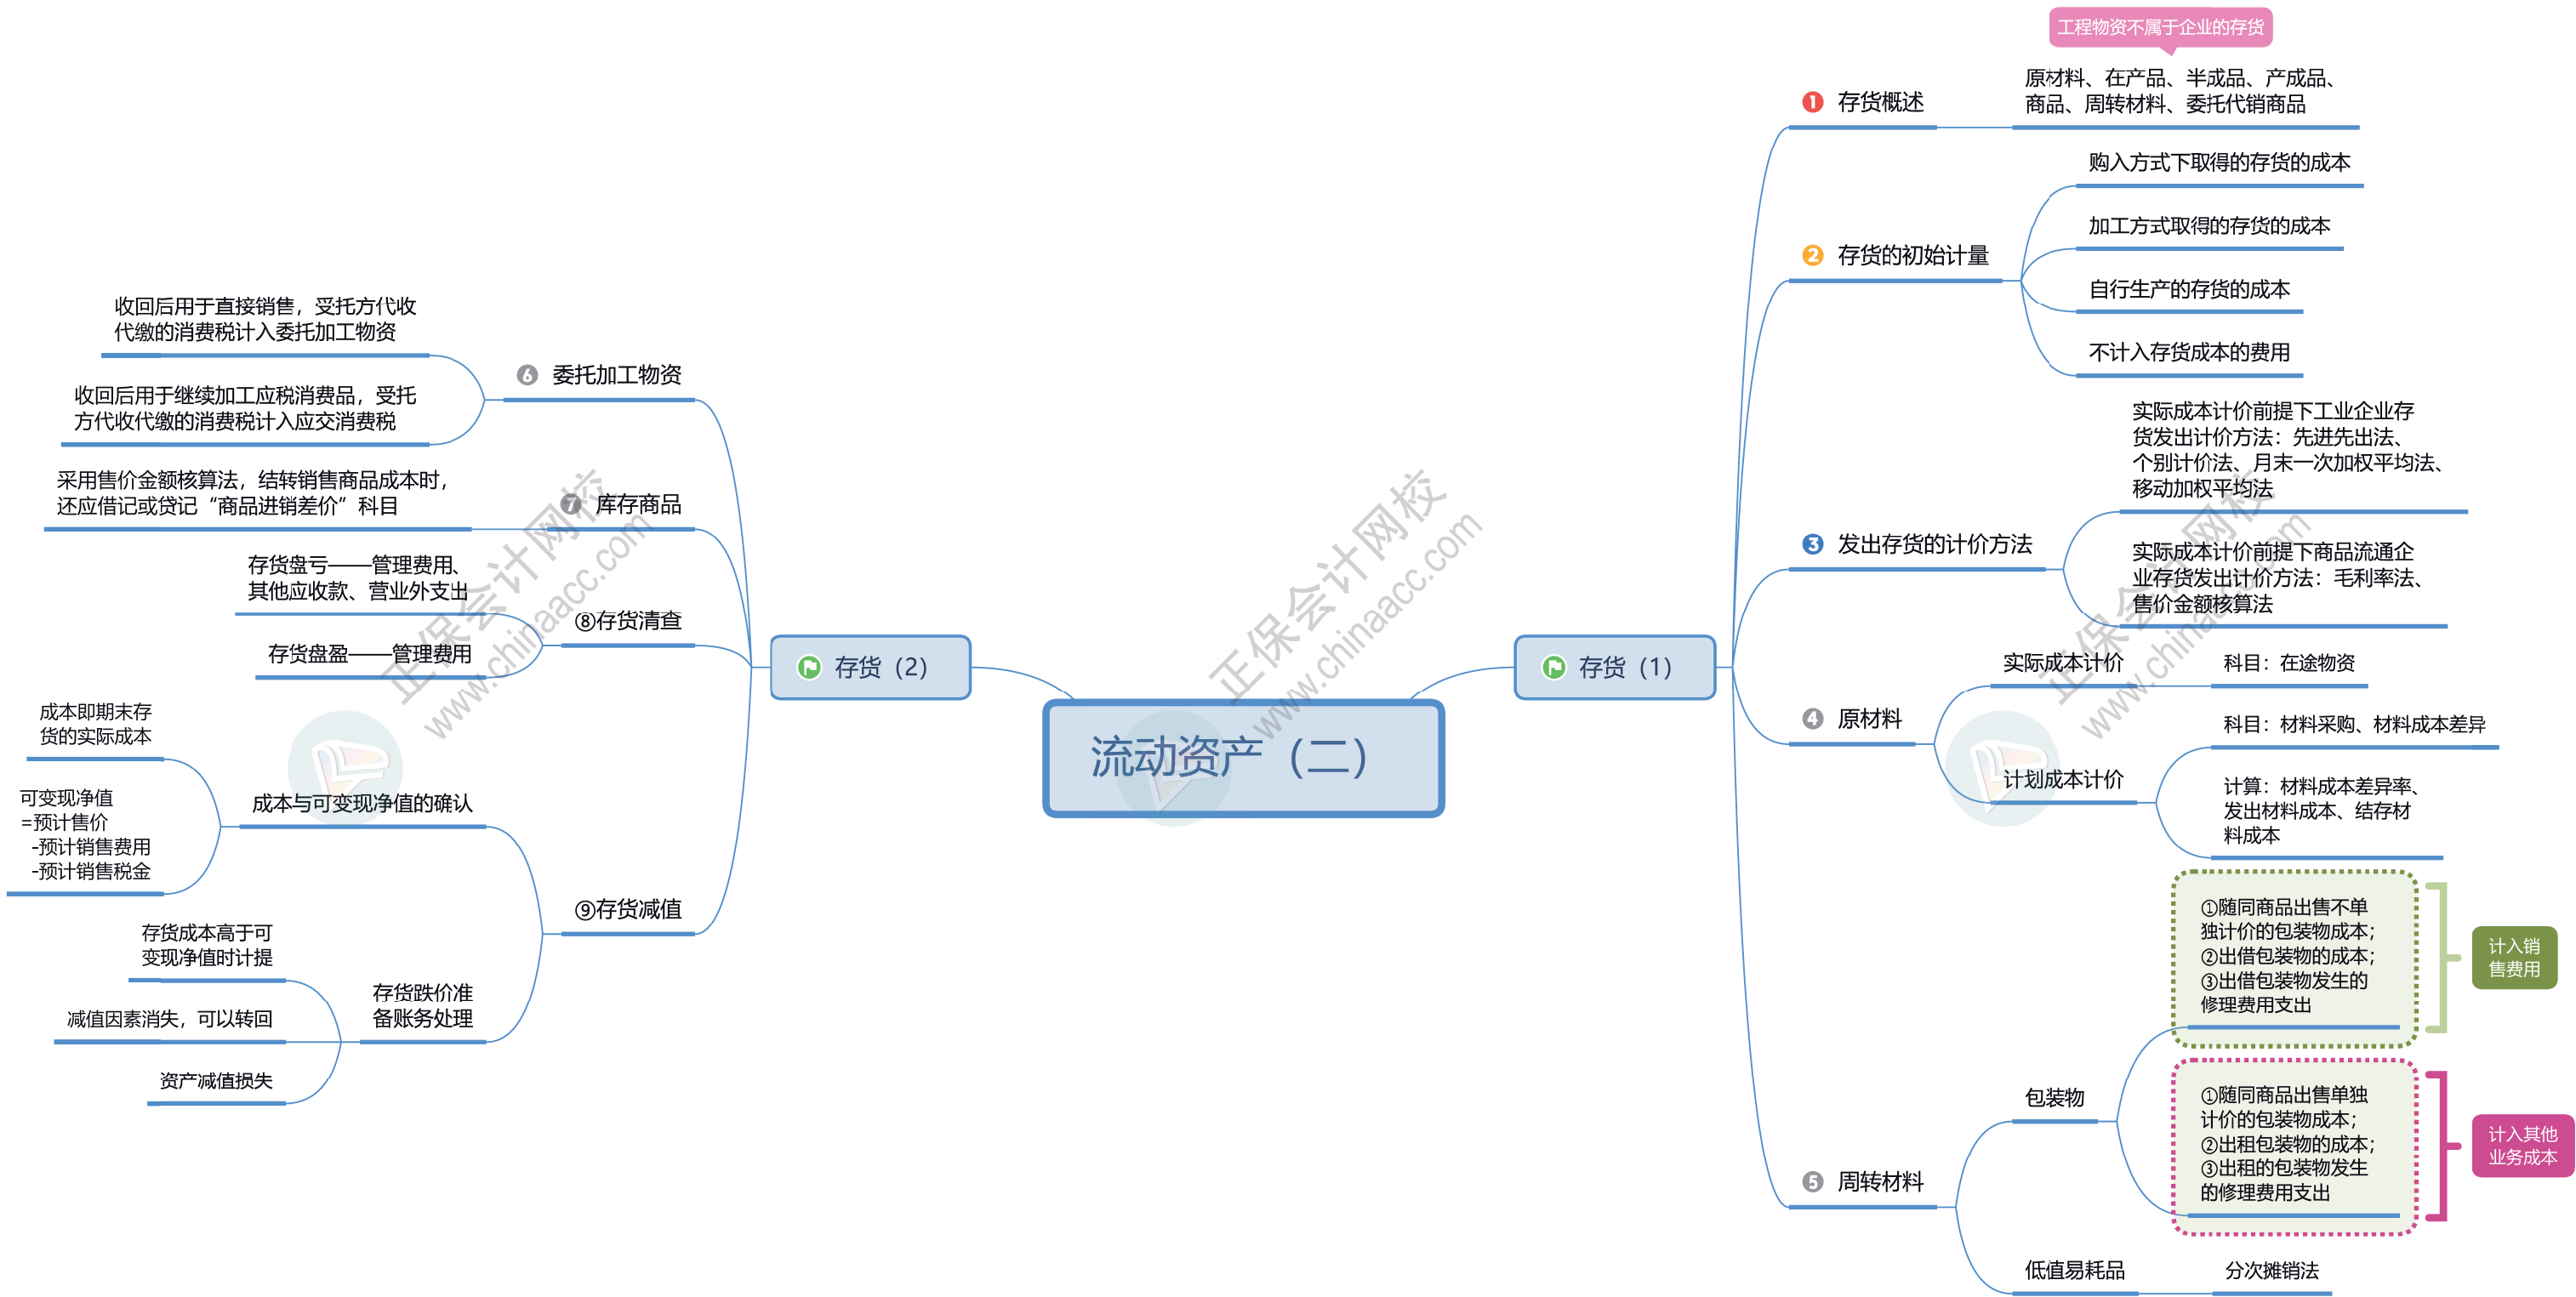 流动资产（二）
存货（1）
❶ 存货概述
工程物资不属于企业的存货
原材料、在产品、半成品、产成品、
商品、周转材料、委托代销商品
❷ 存货的初始计量
购入方式下取得的存货的成本
加工方式取得的存货的成本
自行生产的存货的成本
不计入存货成本的费用
❸ 发出存货的计价方法
实际成本计价前提下工业企业存
货发出计价方法：先进先出法、
个别计价法、月末一次加权平均法、
移动加权平均法
实际成本计价前提下商品流通企
业存货发出计价方法：毛利率法、
售价金额核算法
❹ 原材料
实际成本计价
科目：在途物资
计划成本计价
科目：材料采购、材料成本差异
计算：材料成本差异率、
发出材料成本、结存材
料成本
❺ 周转材料
包装物
①随同商品出售不单
独计价的包装物成本；
②出借包装物的成本；
③出借包装物发生的
修理费用支出
计入销
售费用
①随同商品出售单独
计价的包装物成本；
②出租包装物的成本；
③出租的包装物发生
的修理费用支出
计入其他
业务成本
低值易耗品
分次摊销法
存货（2）
❻ 委托加工物资
收回后用于直接销售，受托方代收
代缴的消费税计入委托加工物资
收回后用于继续加工应税消费品，受托
方代收代缴的消费税计入应交消费税
❼ 库存商品
采用售价金额核算法，结转销售商品成本时，
还应借记或贷记“商品进销差价”科目
⑧存货清查
存货盘亏——管理费用、
其他应收款、营业外支出
存货盘盈——管理费用
⑨存货减值
成本与可变现净值的确认
成本即期末存
货的实际成本
可变现净值
=预计售价
-预计销售费用
-预计销售税金
存货跌价准
备账务处理
存货成本高于可
变现净值时计提
减值因素消失，可以转回
资产减值损失
正保会计网校
www.chinaacc.com
正保会计网校
www.chinaacc.com
正保会计网校
www.chinaacc.com